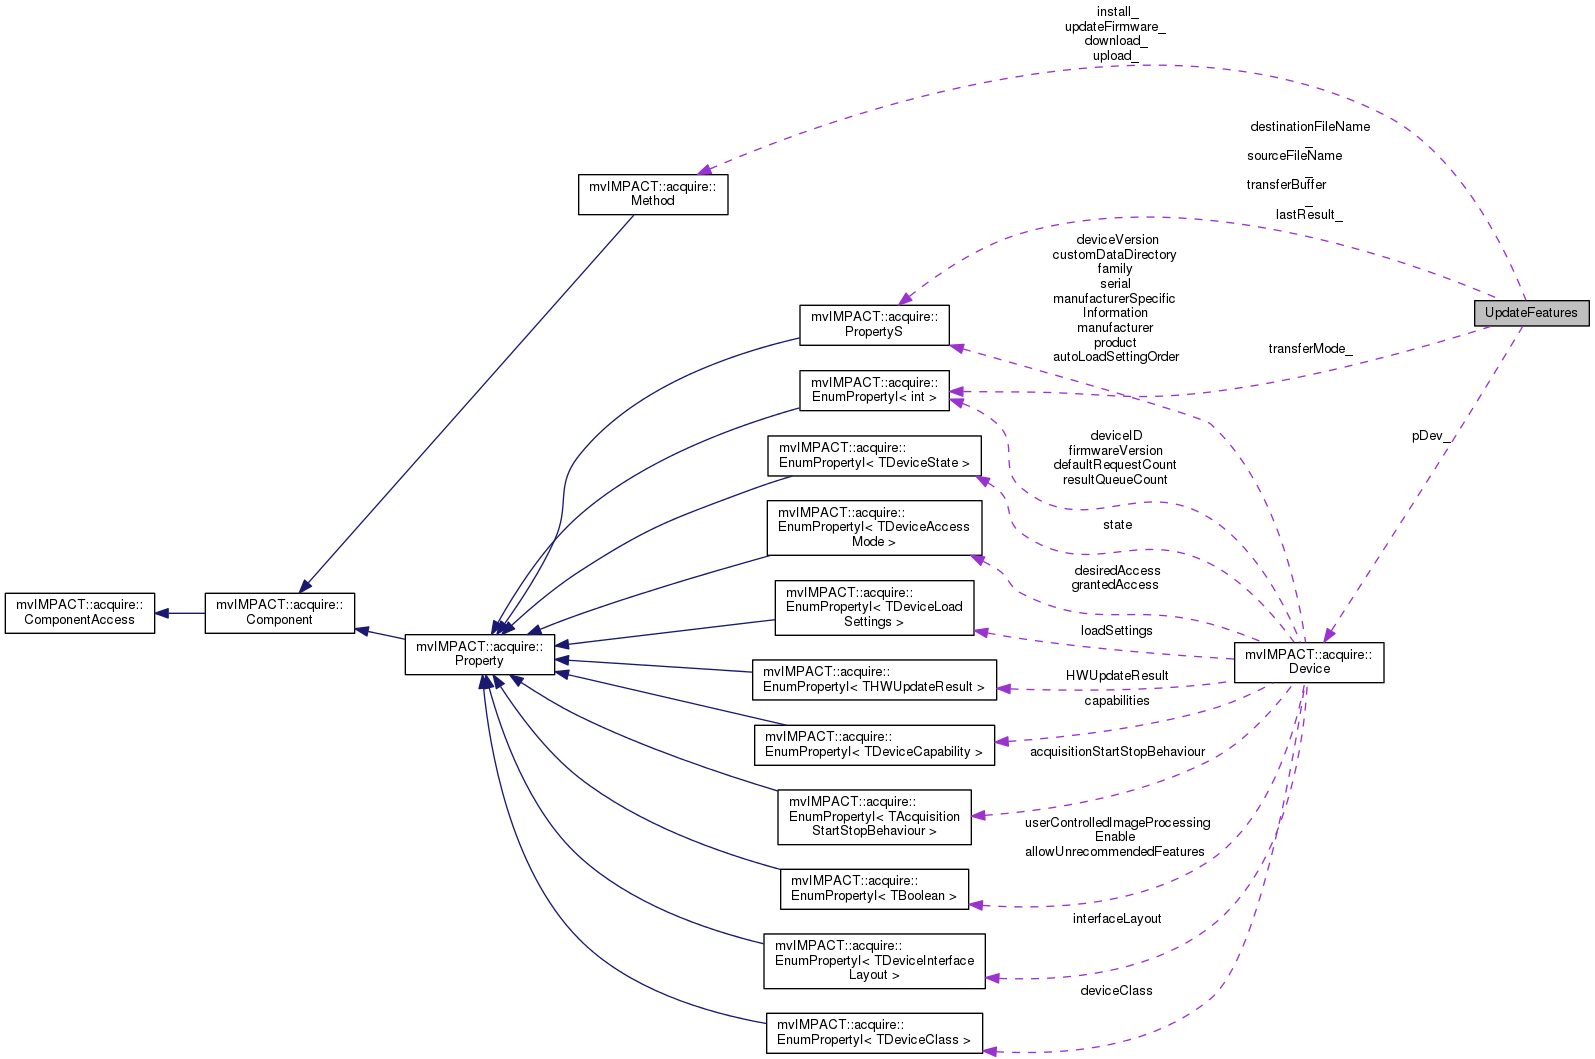 install_
updateFirmware_
download_
upload_
destinationFileName
_
sourceFileName
_
transferBuffer
_
lastResult_
mvIMPACT::acquire::
Method
deviceVersion
customDataDirectory
family
serial
manufacturerSpecific
Information
manufacturer
product
autoLoadSettingOrder
UpdateFeatures
mvIMPACT::acquire::
PropertyS
transferMode_
mvIMPACT::acquire::
EnumPropertyI< int >
deviceID
firmwareVersion
defaultRequestCount
resultQueueCount
pDev_
mvIMPACT::acquire::
EnumPropertyI< TDeviceState >
state
mvIMPACT::acquire::
EnumPropertyI< TDeviceAccess
Mode >
desiredAccess
grantedAccess
mvIMPACT::acquire::
ComponentAccess
mvIMPACT::acquire::
Component
mvIMPACT::acquire::
EnumPropertyI< TDeviceLoad
Settings >
loadSettings
mvIMPACT::acquire::
Property
mvIMPACT::acquire::
Device
mvIMPACT::acquire::
EnumPropertyI< THWUpdateResult >
HWUpdateResult
mvIMPACT::acquire::
EnumPropertyI< TDeviceCapability >
capabilities
mvIMPACT::acquire::
EnumPropertyI< TAcquisition
StartStopBehaviour >
acquisitionStartStopBehaviour
mvIMPACT::acquire::
EnumPropertyI< TBoolean >
userControlledImageProcessing
Enable
allowUnrecommendedFeatures
mvIMPACT::acquire::
EnumPropertyI< TDeviceInterface
Layout >
interfaceLayout
mvIMPACT::acquire::
EnumPropertyI< TDeviceClass >
deviceClass